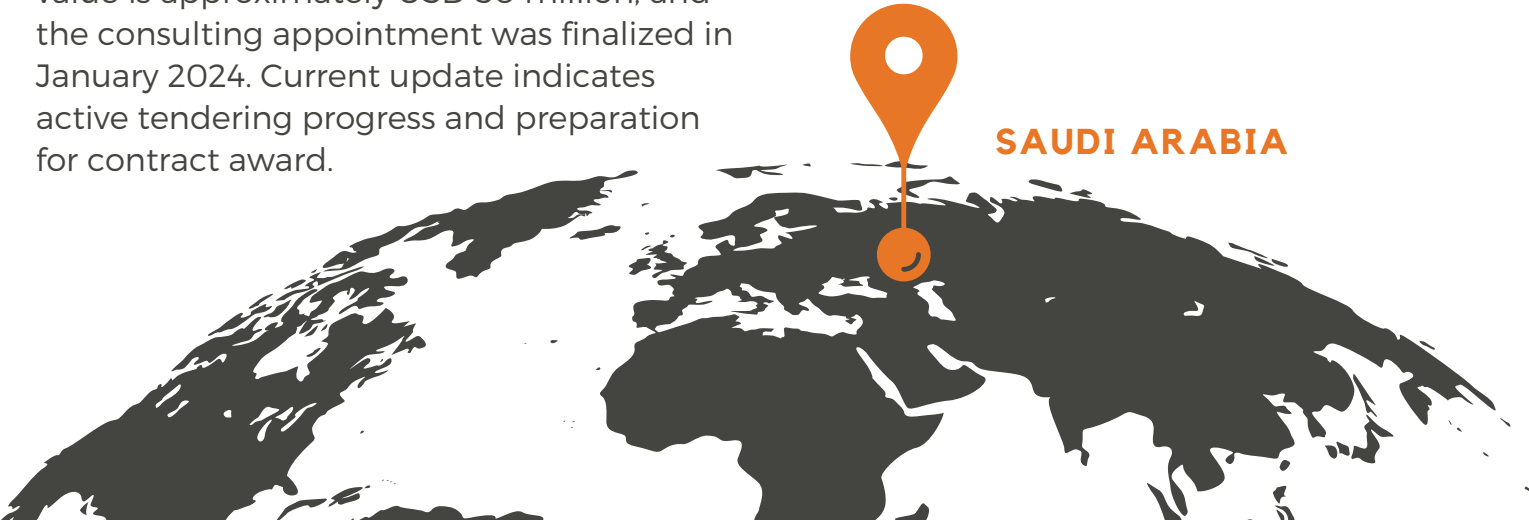 the consulting appointment was finalized in
January 2024. Current update indicates
active tendering progress and preparation
for contract award.
SAUDI ARABIA